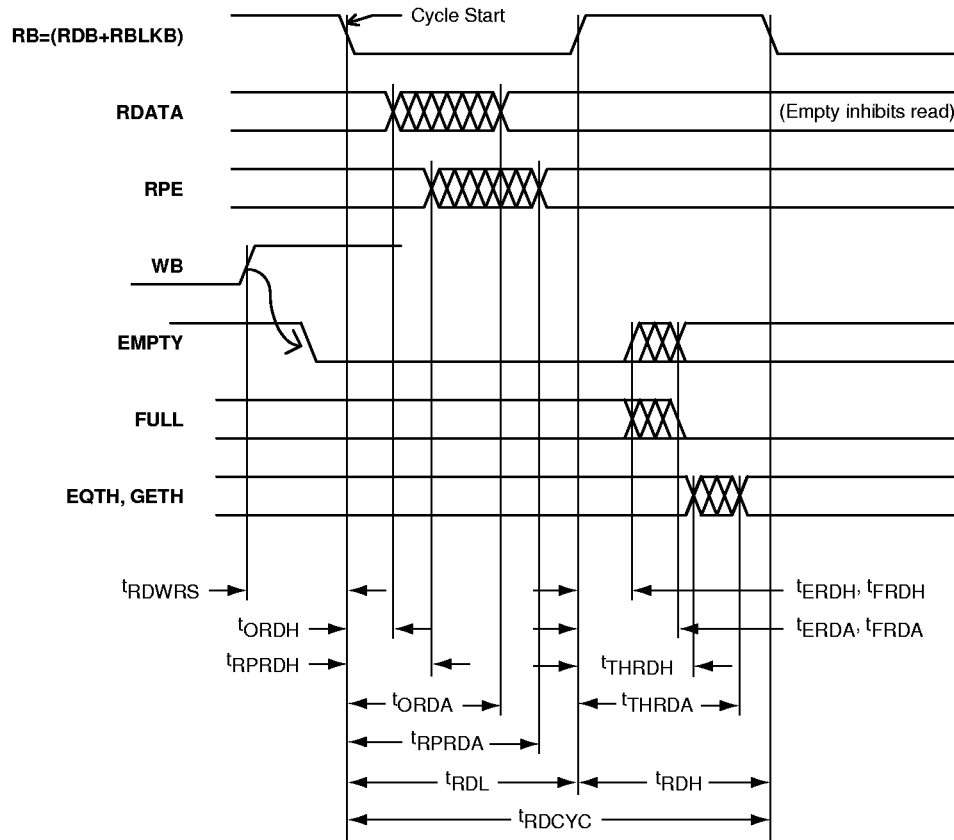 Cycle Start
RB=(RDB+RBLKB)
RDATA
(Empty inhibits read)
RPE
WB
EMPTY
FULL
EQTH, GETH
tRDWRS
tERDH, tFRDH
tORDH
tERDA, tFRDA
tRPRDH
tTHRDH
tORDA
tTHRDA
tRPRDA
tRDL
tRDH
tRDCYC